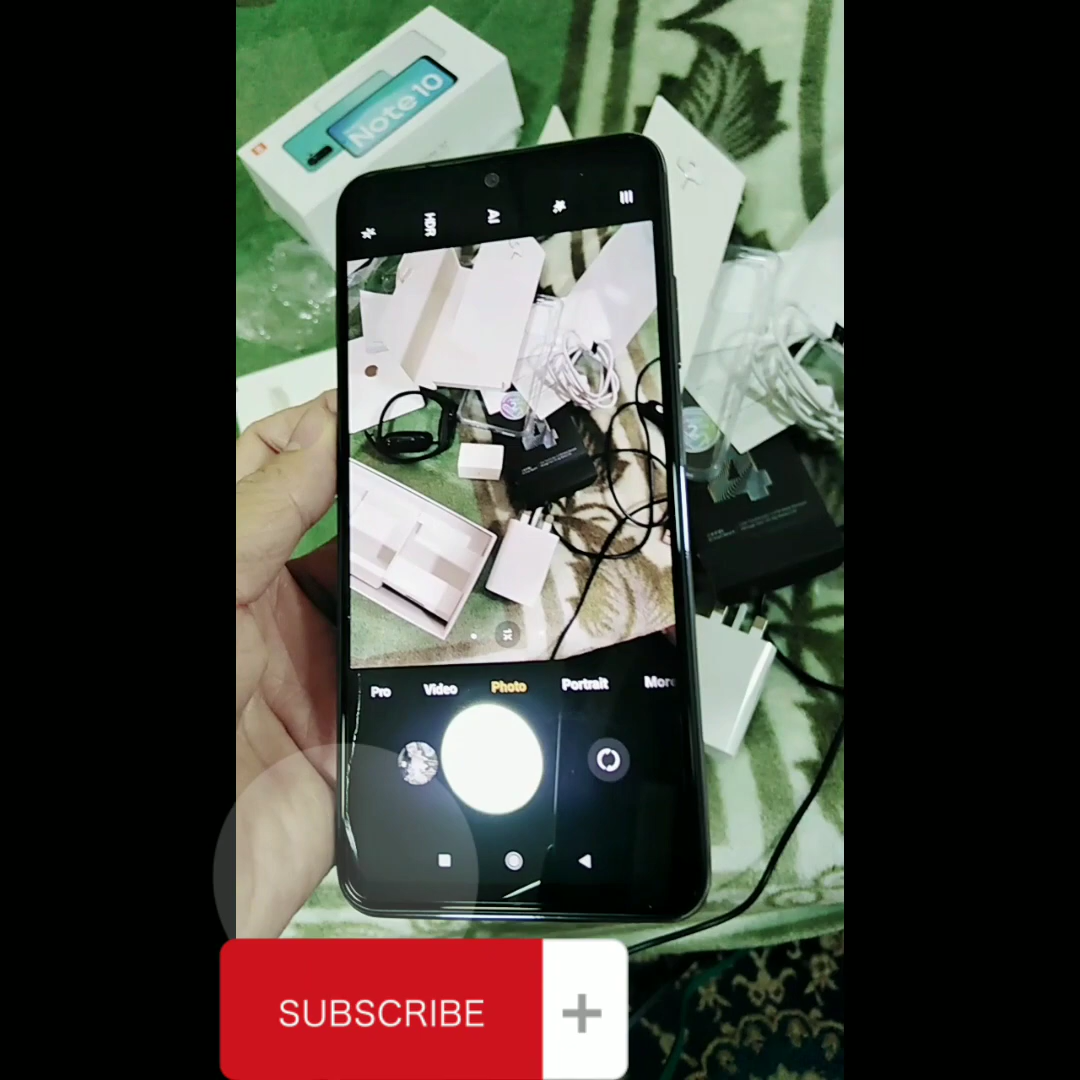 Note 10
HDR
AI
1X
Pro Video Photo Portrait More
SUBSCRIBE +